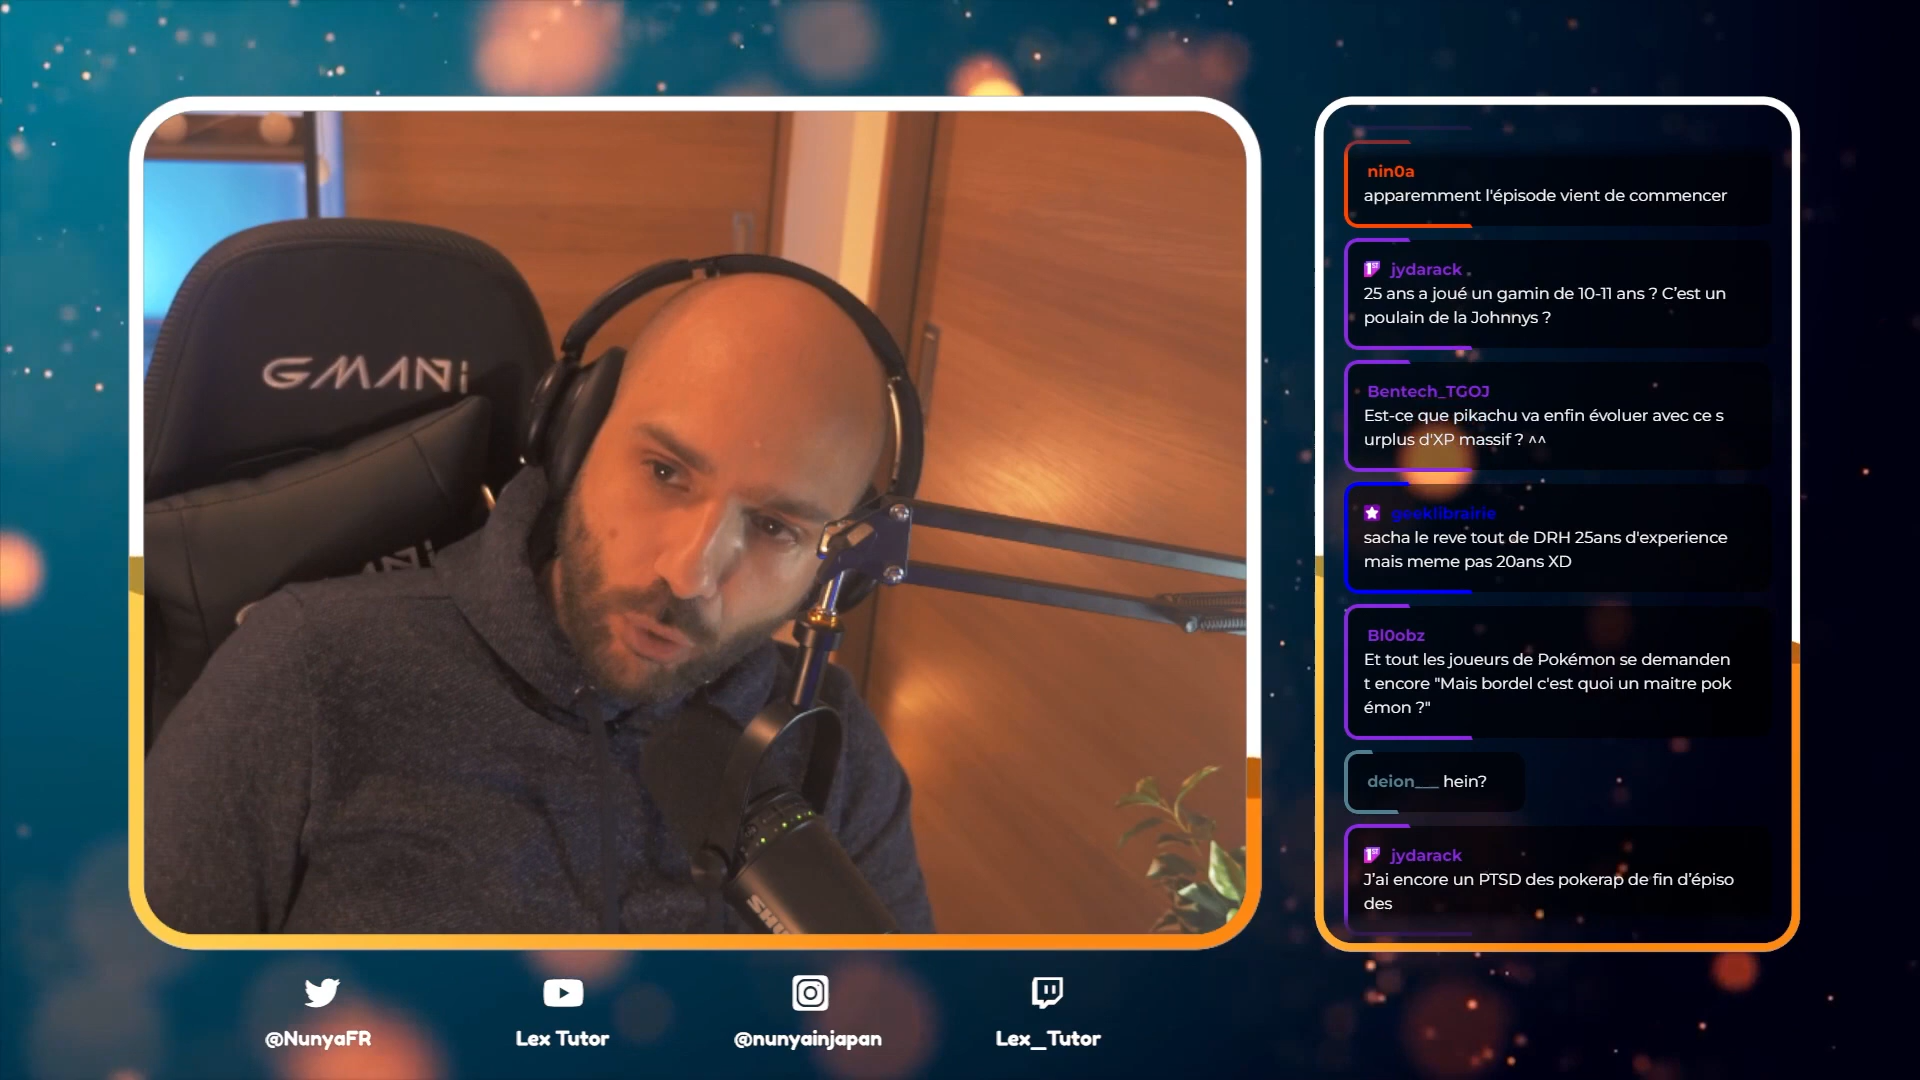 GMANi
SHU
nin0a
apparemment l'épisode vient de commencer
jydarack
25 ans a joué un gamin de 10-11 ans ? C'est un
poulain de la Johnnys ?
Bentech_TGOJ
Est-ce que pikachu va enfin évoluer avec ce s
urplus d'XP massif ? ^^
geeklibrairie
sacha le reve tout de DRH 25ans d'experience
mais meme pas 20ans XD
Bl0obz
Et tout les joueurs de Pokémon se demanden
t encore "Mais bordel c'est quoi un maitre pok
émon ?"
deion___ hein?
jydarack
J'ai encore un PTSD des pokerap de fin d'épiso
des
@NunyaFR
Lex Tutor
@nunyainjapan
Lex_Tutor